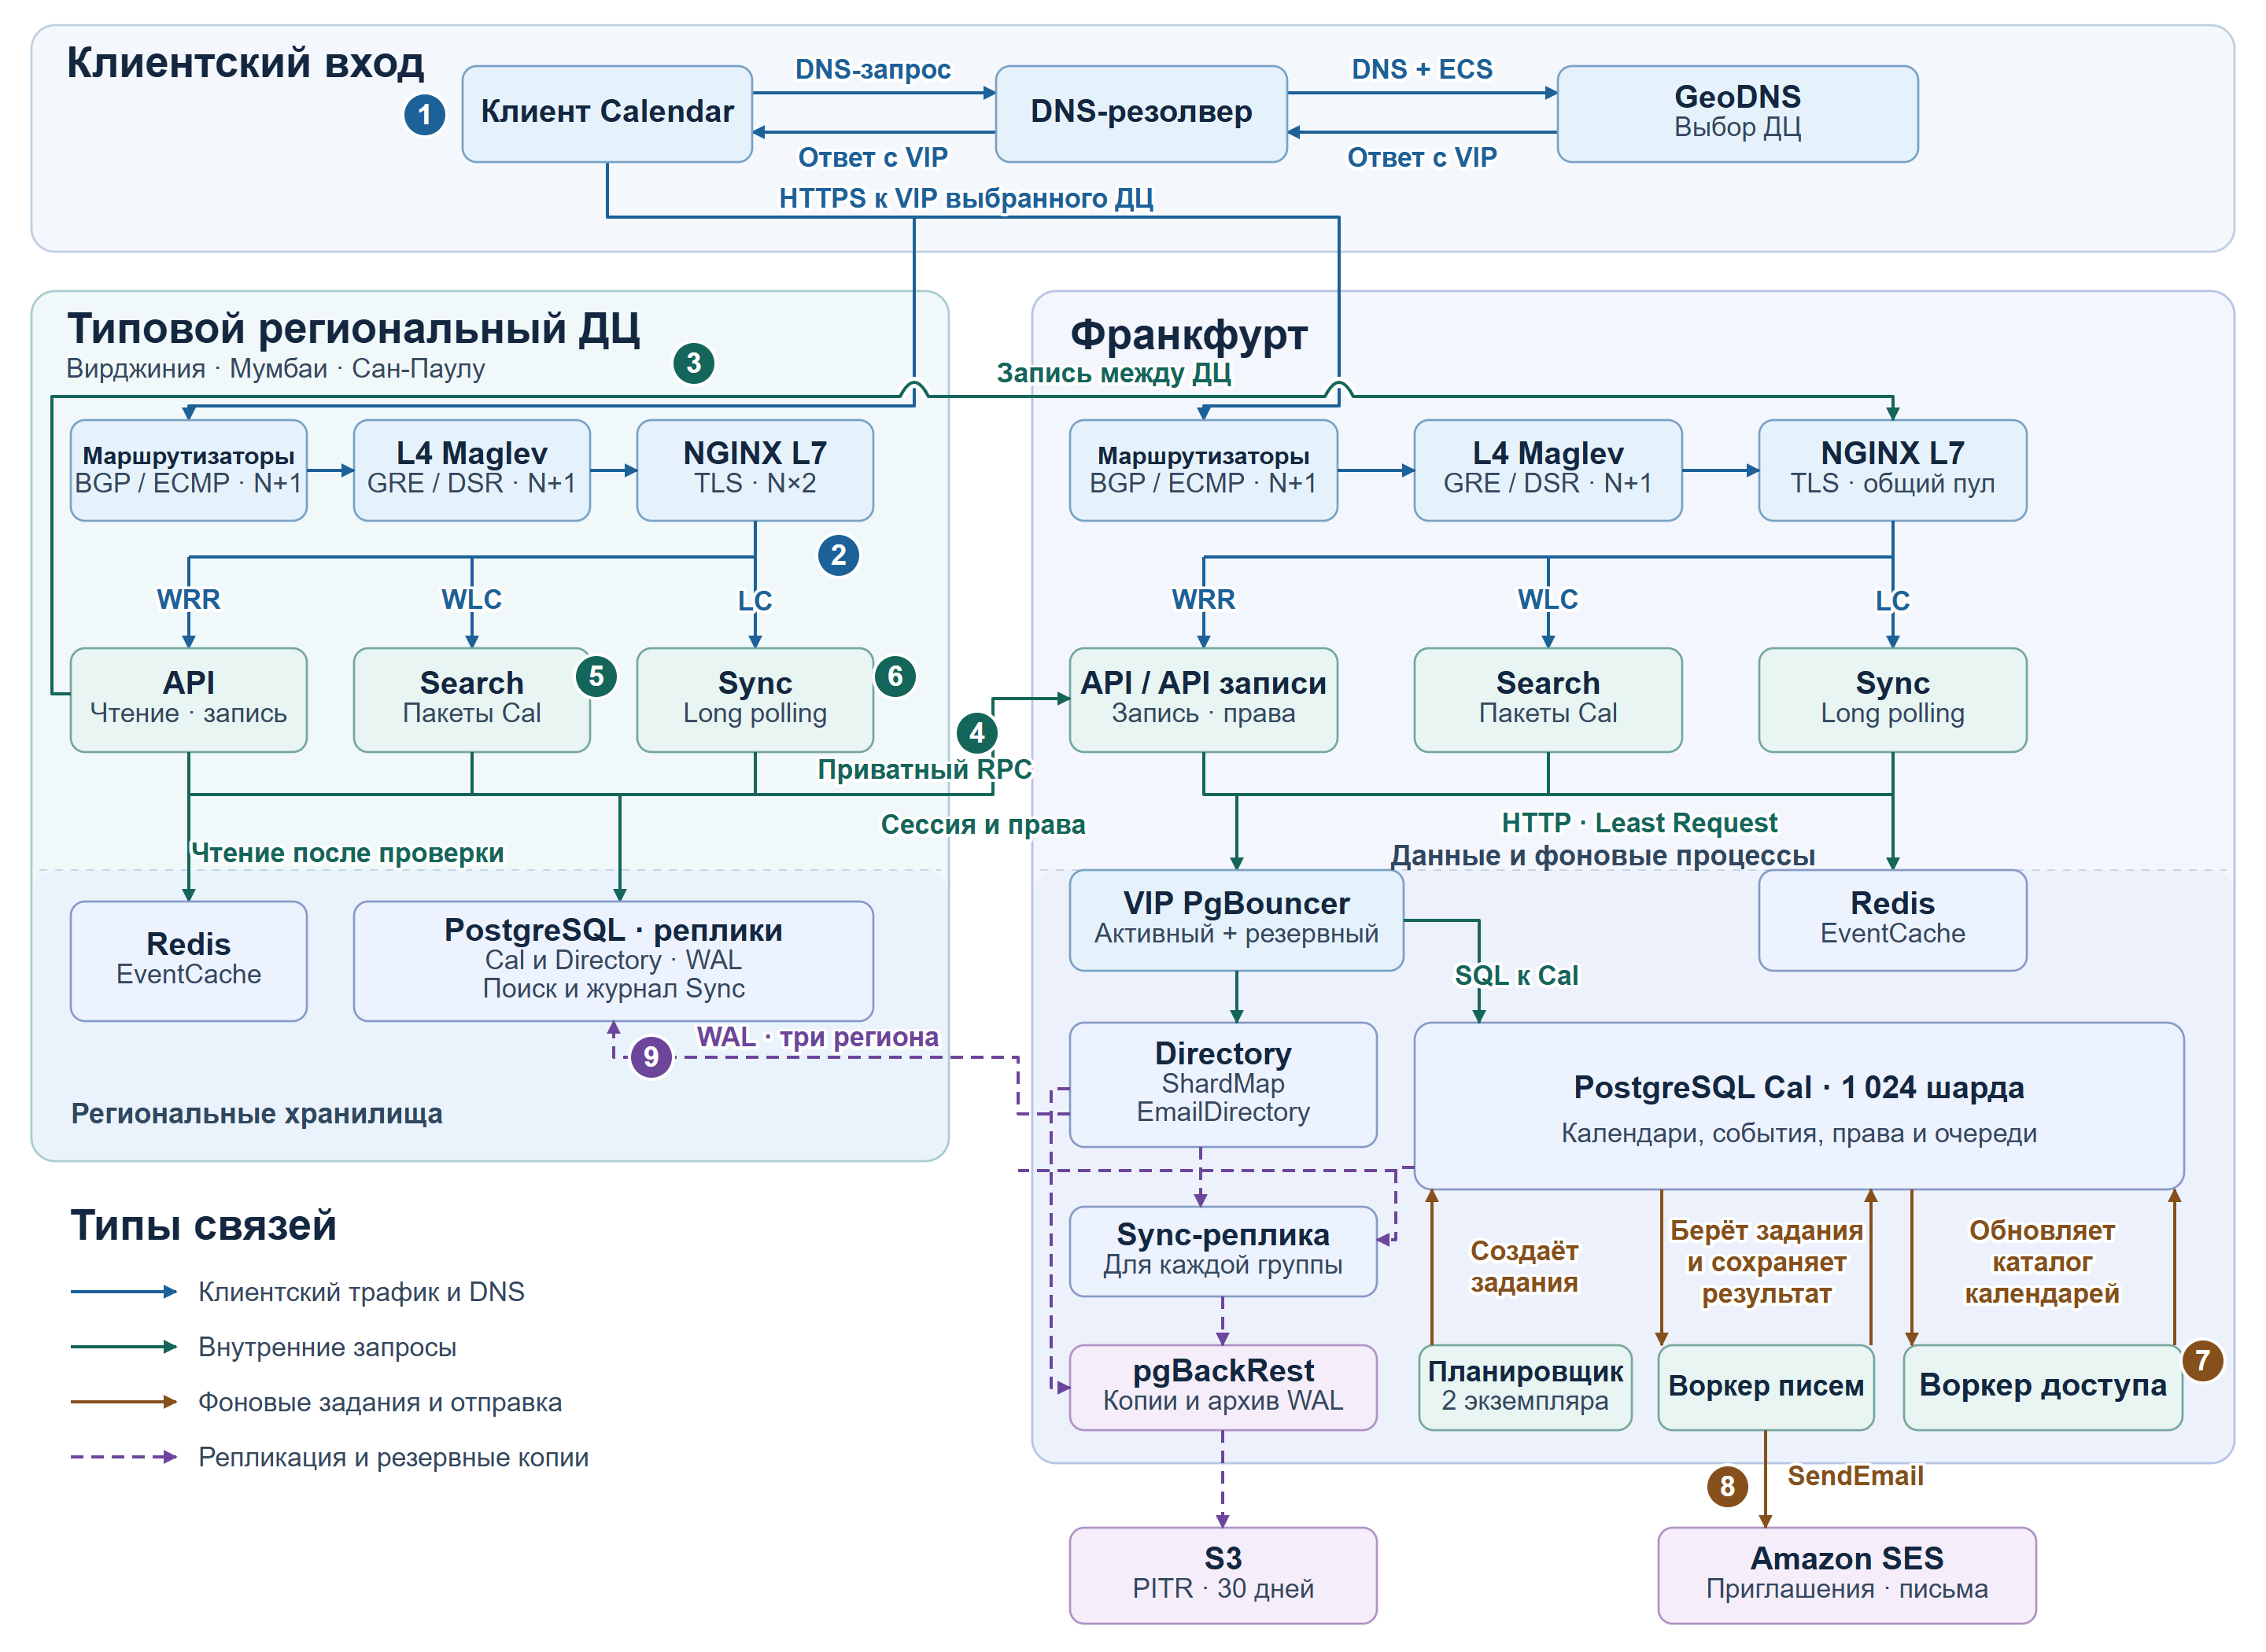 Клиентский вход
1
Клиент Calendar
DNS-запрос
Ответ с VIP
DNS-резолвер
DNS + ECS
Ответ с VIP
GeoDNS
Выбор ДЦ
HTTPS к VIP выбранного ДЦ
Типовой региональный ДЦ
Вирджиния · Мумбаи · Сан-Паулу
3
Запись между ДЦ
Маршрутизаторы
BGP / ECMP · N+1
L4 Maglev
GRE / DSR · N+1
NGINX L7
TLS · N×2
2
WRR
WLC
LC
API
Чтение · запись
Search
Пакеты Cal
5
Sync
Long polling
6
4
Приватный RPC
Сессия и права
Чтение после проверки
Redis
EventCache
PostgreSQL · реплики
Cal и Directory · WAL
Поиск и журнал Sync
9
WAL · три региона
Региональные хранилища
Франкфурт
Маршрутизаторы
BGP / ECMP · N+1
L4 Maglev
GRE / DSR · N+1
NGINX L7
TLS · общий пул
WRR
WLC
LC
API / API записи
Запись · права
Search
Пакеты Cal
Sync
Long polling
HTTP · Least Request
Данные и фоновые процессы
VIP PgBouncer
Активный + резервный
Redis
EventCache
SQL к Cal
Directory
ShardMap
EmailDirectory
PostgreSQL Cal · 1 024 шарда
Календари, события, права и очереди
Sync-реплика
Для каждой группы
Создаёт
задания
Берёт задания
и сохраняет
результат
Обновляет
каталог
календарей
pgBackRest
Копии и архив WAL
Планировщик
2 экземпляра
Воркер писем
Воркер доступа
7
8
SendEmail
S3
PITR · 30 дней
Amazon SES
Приглашения · письма
Типы связей
Клиентский трафик и DNS
Внутренние запросы
Фоновые задания и отправка
Репликация и резервные копии